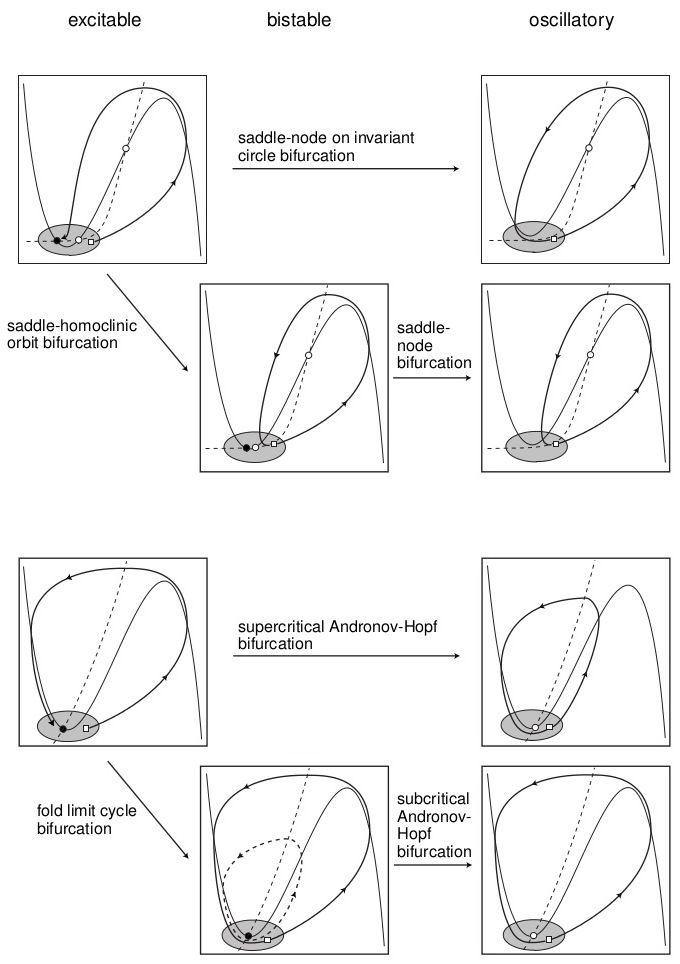 excitable
bistable
oscillatory
saddle-node on invariant
circle bifurcation
saddle-homoclinic
orbit bifurcation
saddle-
node
bifurcation
supercritical Andronov-Hopf
bifurcation
fold limit cycle
bifurcation
subcritical
Andronov-
Hopf
bifurcation